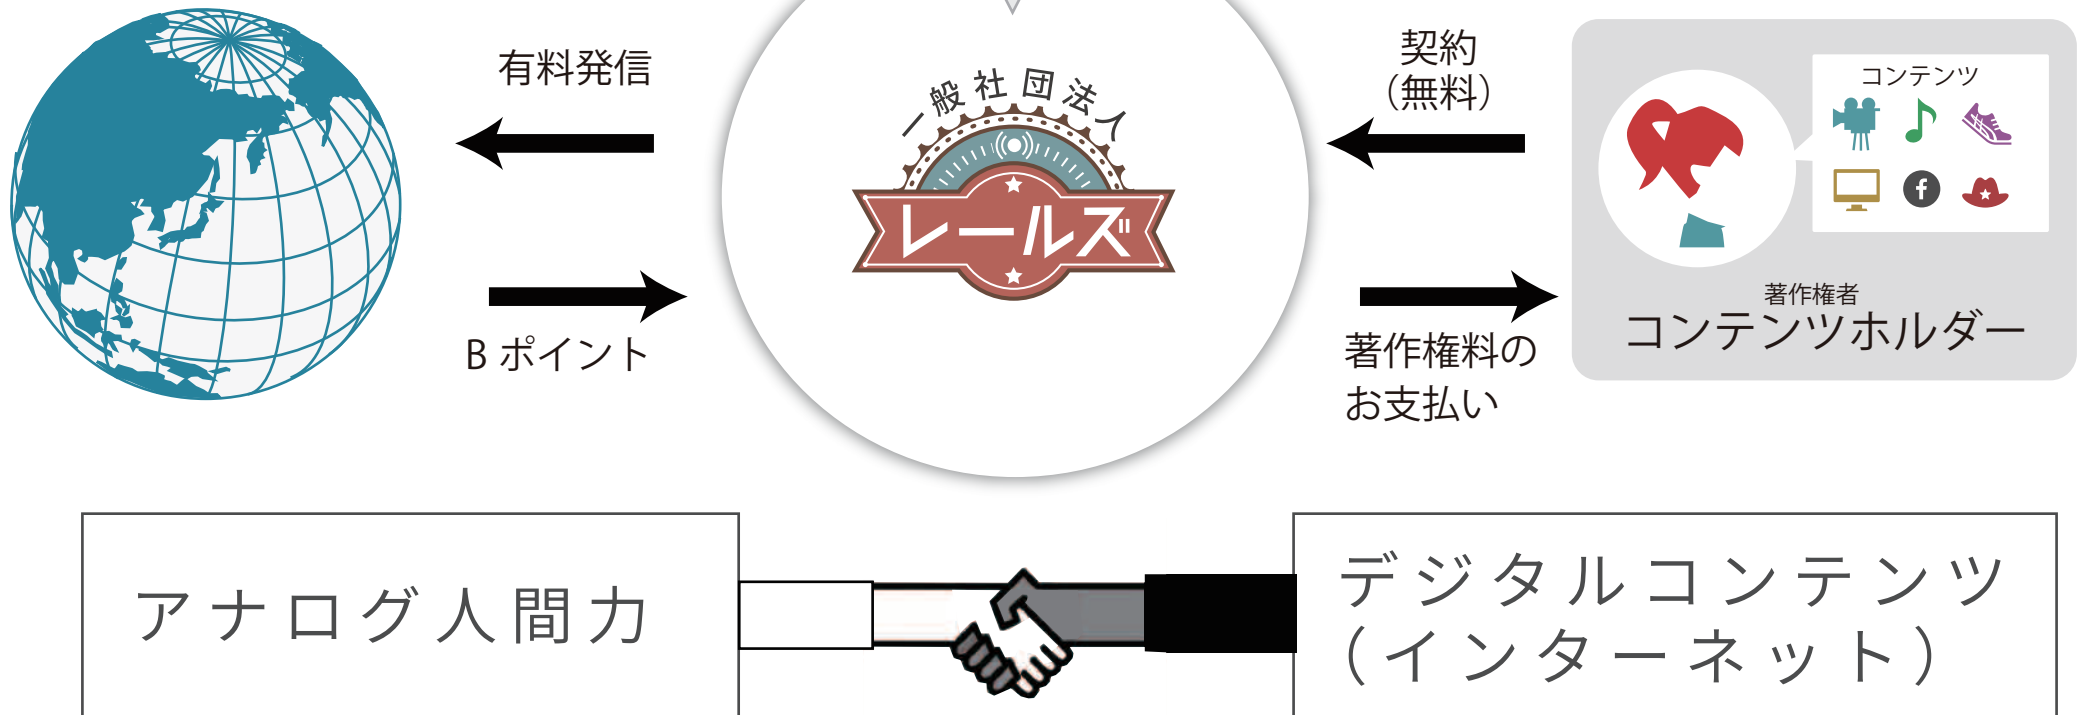 有料発信
Bポイント
一般社団法人
レールズ
契約
（無料）
著作権料の
お支払い
コンテンツ
著作権者
コンテンツホルダー
アナログ人間力
デジタルコンテンツ
（インターネット）